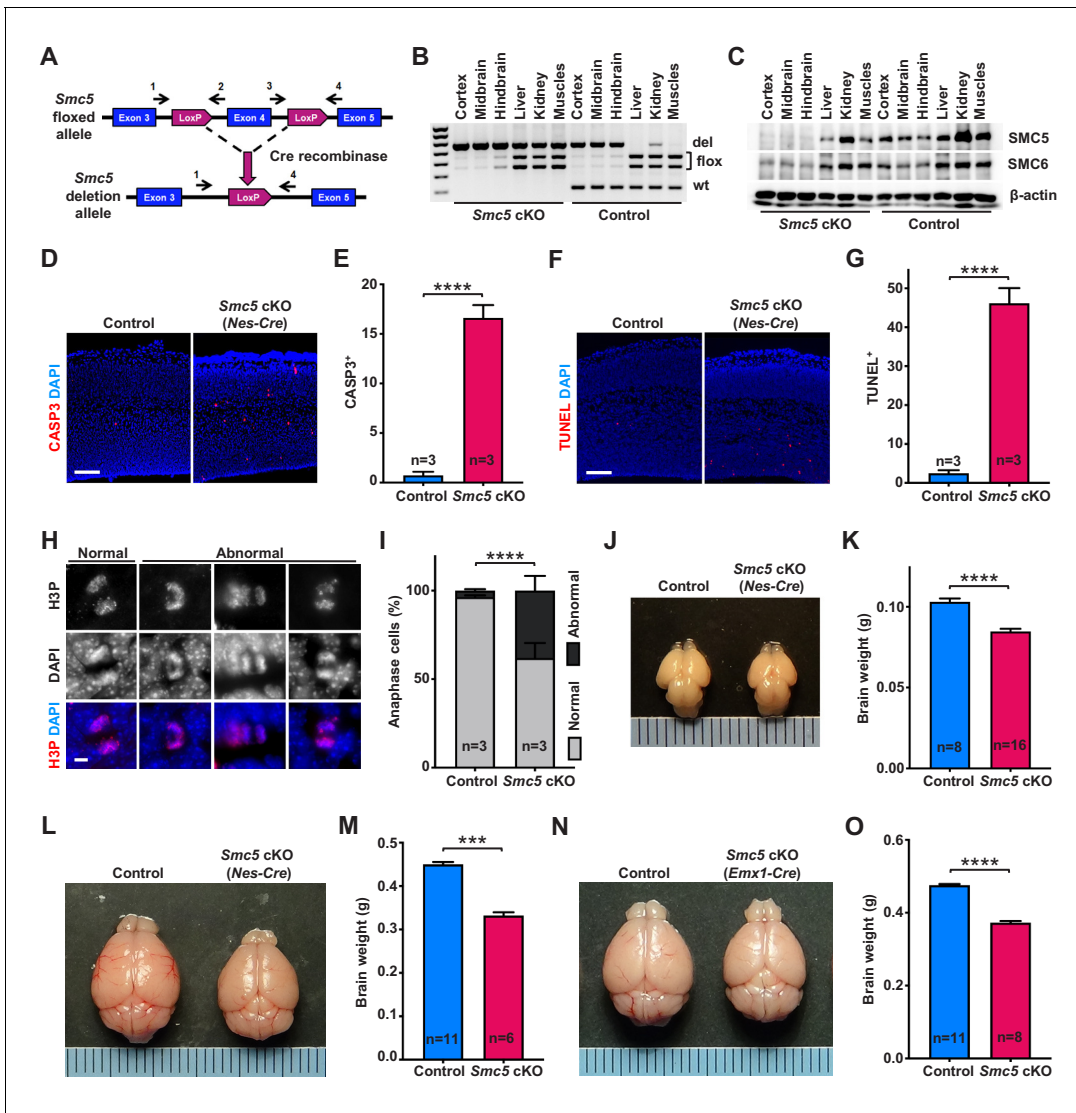 A
Smc5
floxed
allele
1 2 3 4
Exon 3 LoxP Exon 4 LoxP Exon 5
Cre recombinase
Smc5
deletion
allele
1 4
Exon 3 LoxP Exon 5
B
Cortex Midbrain Hindbrain Liver Kidney Muscles Cortex Midbrain Hindbrain Liver Kidney Muscles
del
flox
wt
Smc5 cKO Control
C
Cortex Midbrain Hindbrain Liver Kidney Muscles Cortex Midbrain Hindbrain Liver Kidney Muscles
SMC5
SMC6
β-actin
Smc5 cKO Control
D
Control
Smc5 cKO
(Nes-Cre)
CASP3 DAPI
E
****
CASP3+
20
15
10
5
0
n=3 n=3
Control Smc5 cKO
F
Control
Smc5 cKO
(Nes-Cre)
TUNEL DAPI
G
****
TUNEL+
50
40
30
20
10
0
n=3 n=3
Control Smc5 cKO
H
Normal Abnormal
H3P
DAPI
H3P DAPI
I
****
Anaphase cells (%)
100
50
0
n=3 n=3
Control Smc5 cKO
Normal Abnormal
J
Control
Smc5 cKO
(Nes-Cre)
K
****
Brain weight (g)
0.10
0.05
0.00
n=8 n=16
Control Smc5 cKO
L
Control
Smc5 cKO
(Nes-Cre)
M
***
Brain weight (g)
0.5
0.4
0.3
0.2
0.1
0.0
n=11 n=6
Control Smc5 cKO
N
Control
Smc5 cKO
(Emx1-Cre)
O
****
Brain weight (g)
0.6
0.4
0.2
0.0
n=11 n=8
Control Smc5 cKO